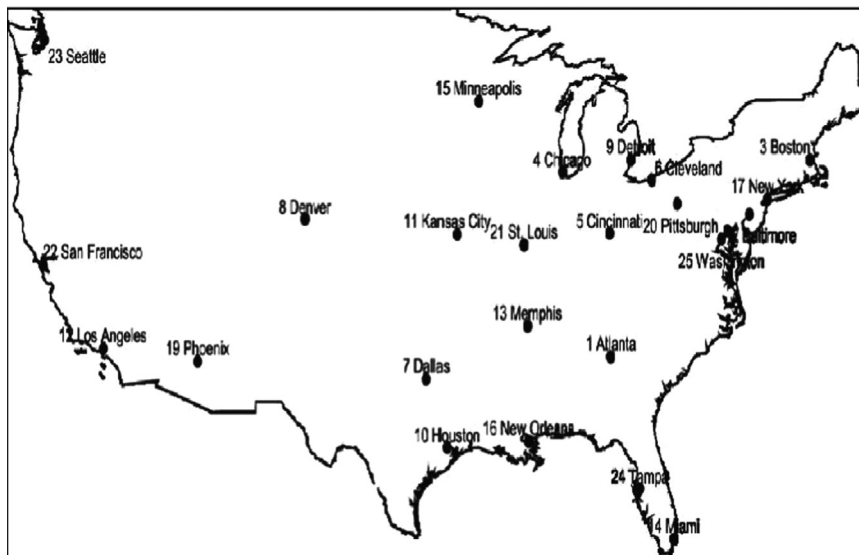 23 Seattle
15 Minneapolis
9 Detroit
3 Boston
4 Chicago
6 Cleveland
17 New York
8 Denver
11 Kansas City
5 Cincinnati
20 Pittsburgh
21 St. Louis
Baltimore
22 San Francisco
25 Washington
13 Memphis
12 Los Angeles
19 Phoenix
1 Atlanta
7 Dallas
16 New Orleans
10 Houston
24 Tampa
14 Miami